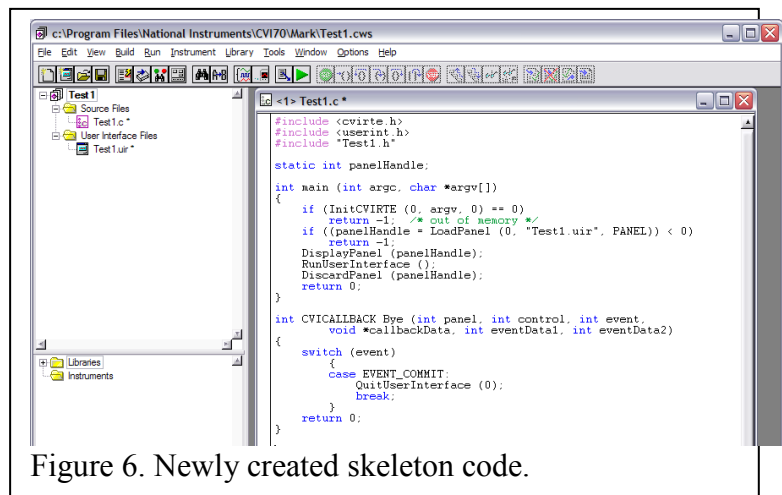 c:\Program Files\National Instruments\CVI70\Mark\Test1.cws
File Edit View Build Run Instrument Library Tools Window Options Help
Test1
Source Files
Test1.c *
User Interface Files
Test1.uir *
Libraries
Instruments
<1> Test1.c *
#include <cvirte.h>
#include <userint.h>
#include "Test1.h"
static int panelHandle;
int main (int argc, char *argv[])
{
if (InitCVIRTE (0, argv, 0) == 0)
return -1; /* out of memory */
if ((panelHandle = LoadPanel (0, "Test1.uir", PANEL)) < 0)
return -1;
DisplayPanel (panelHandle);
RunUserInterface ();
DiscardPanel (panelHandle);
return 0;
}
int CVICALLBACK Bye (int panel, int control, int event,
void *callbackData, int eventData1, int eventData2)
{
switch (event)
{
case EVENT_COMMIT:
QuitUserInterface (0);
break;
}
return 0;
}
Figure 6. Newly created skeleton code.